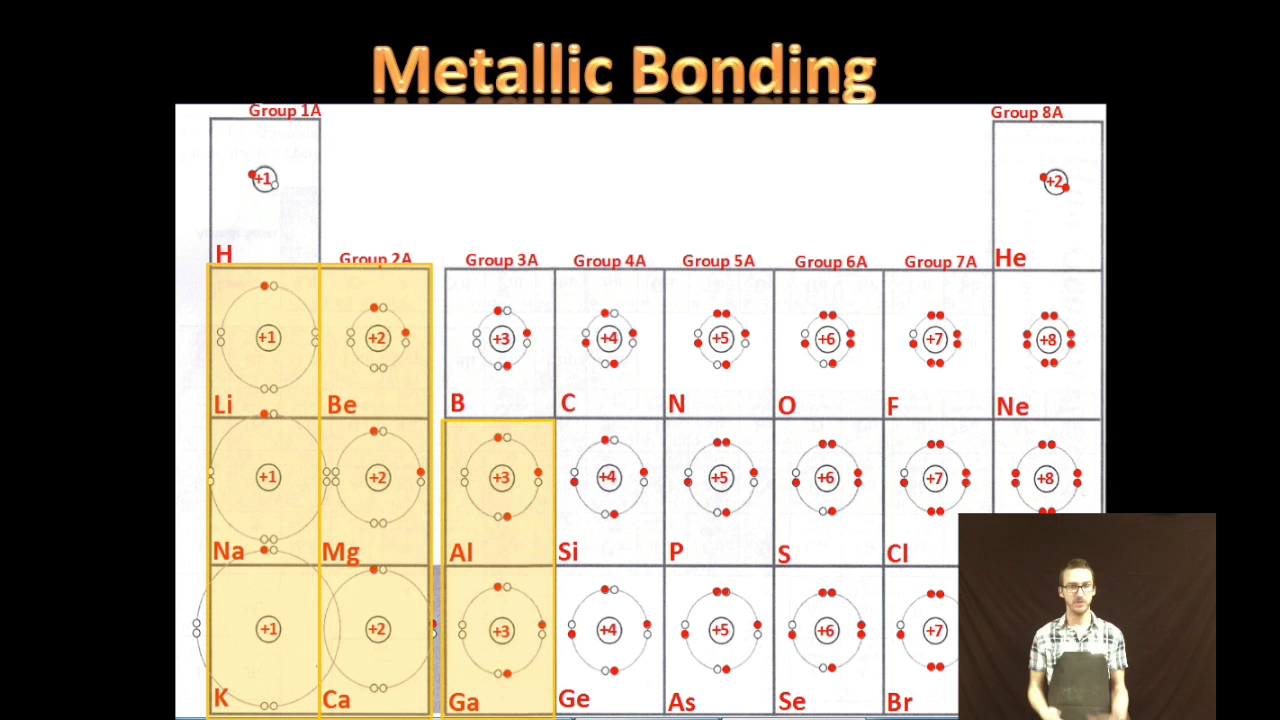 Metallic Bonding
Group 1A
Group 8A
+1
+2
H
He
Group 2A
Group 3A
Group 4A
Group 5A
Group 6A
Group 7A
+1
+2
+3
+4
+5
+6
+7
+8
Li
Be
B
C
N
O
F
Ne
+1
+2
+3
+4
+5
+6
+7
+8
Na
Mg
Al
Si
P
S
Cl
+1
+2
+3
+4
+5
+6
+7
K
Ca
Ga
Ge
As
Se
Br